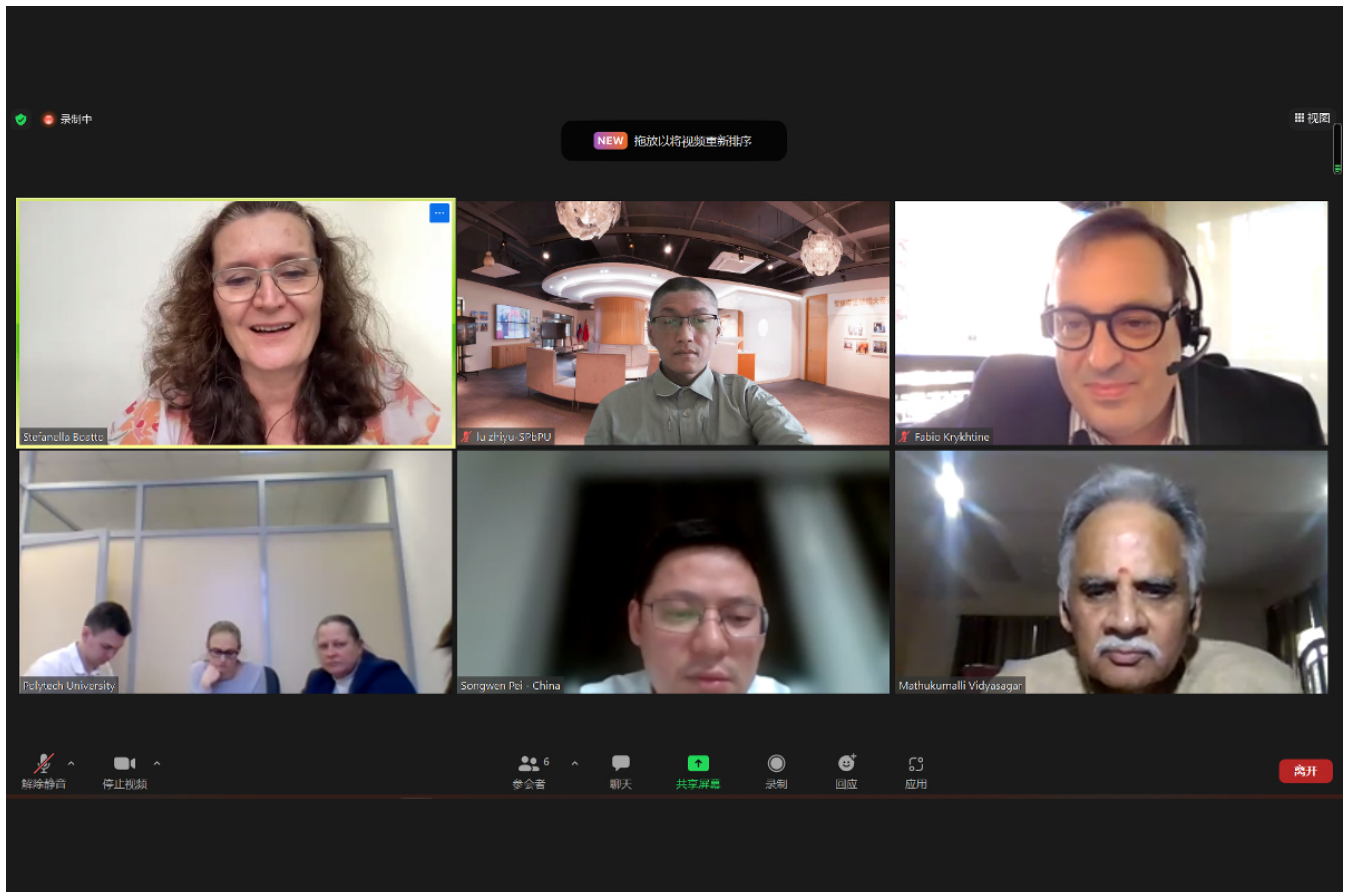 录制中
NEW 拖放以将视频重新排序
视图
Stefanella Boatto
lu zhiyu-SPbPU
Fabio Krykhtine
Polytech University
Songwen Pei - China
Mathukumalli Vidyasagar
解除静音
停止视频
6
参会者
聊天
共享屏幕
录制
回应
应用
离开